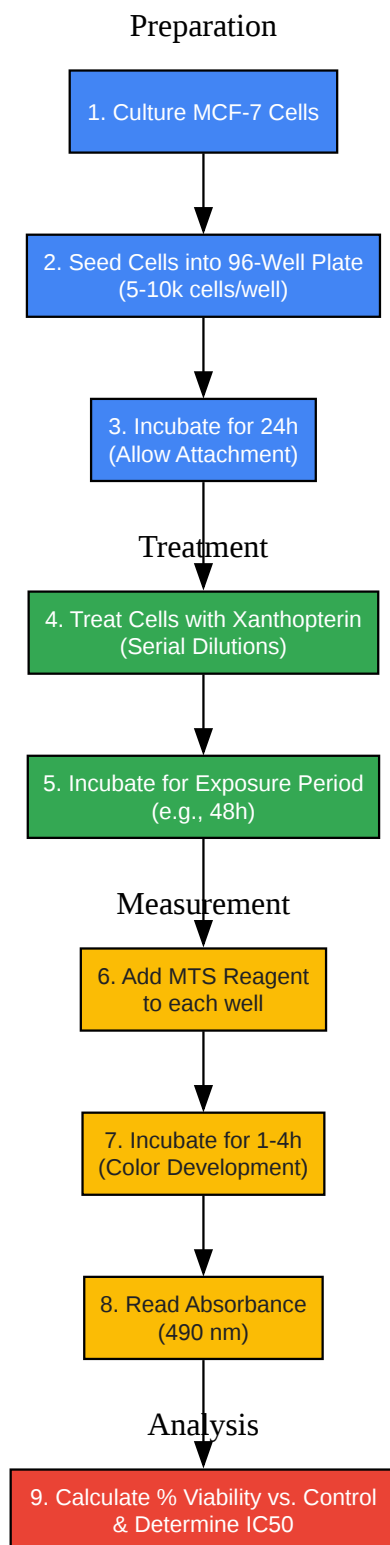 Preparation
1. Culture MCF-7 Cells
2. Seed Cells into 96-Well Plate
(5-10k cells/well)
3. Incubate for 24h
(Allow Attachment)
Treatment
4. Treat Cells with Xanthopterin
(Serial Dilutions)
5. Incubate for Exposure Period
(e.g., 48h)
Measurement
6. Add MTS Reagent
to each well
7. Incubate for 1-4h
(Color Development)
8. Read Absorbance
(490 nm)
Analysis
9. Calculate % Viability vs. Control
& Determine IC50